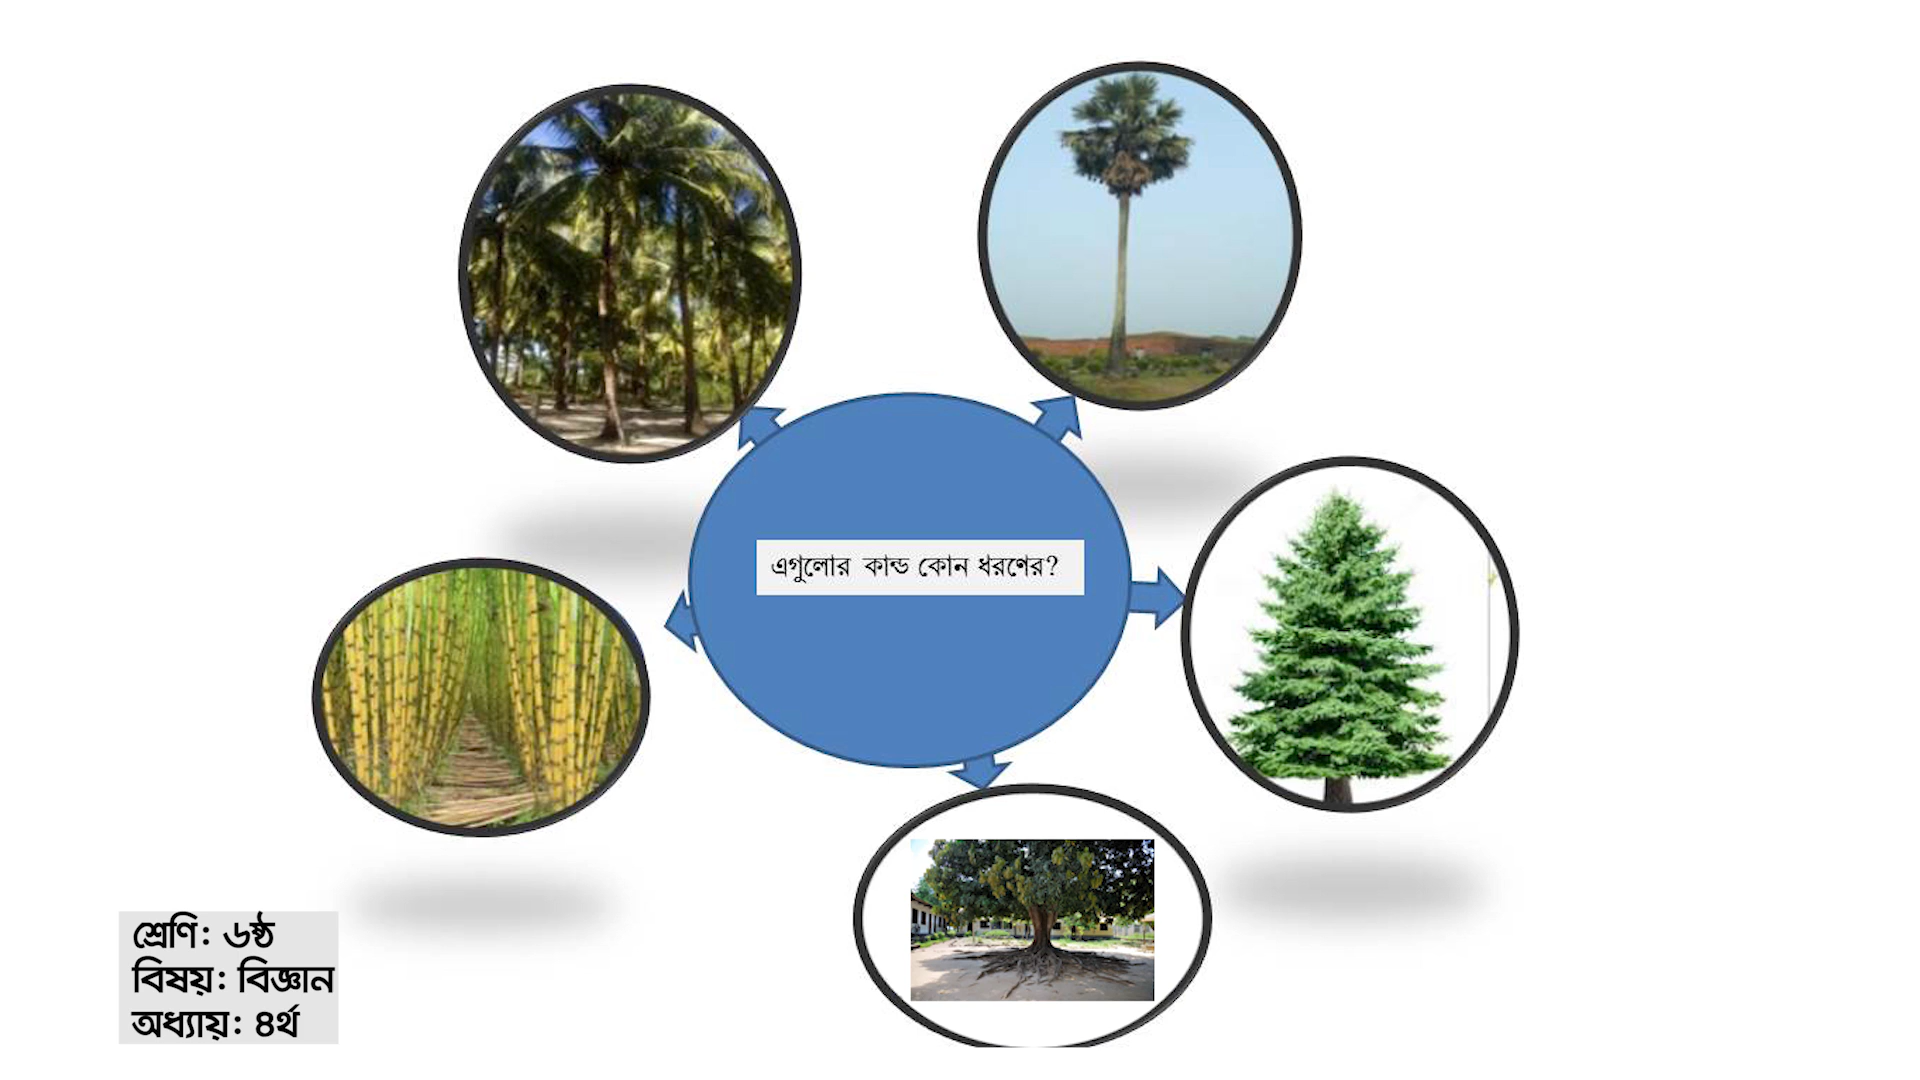 এগুলোর কান্ড কোন ধরণের?
শ্রেণি: ৬ষ্ঠ
বিষয়: বিজ্ঞান
অধ্যায়: ৪র্থ